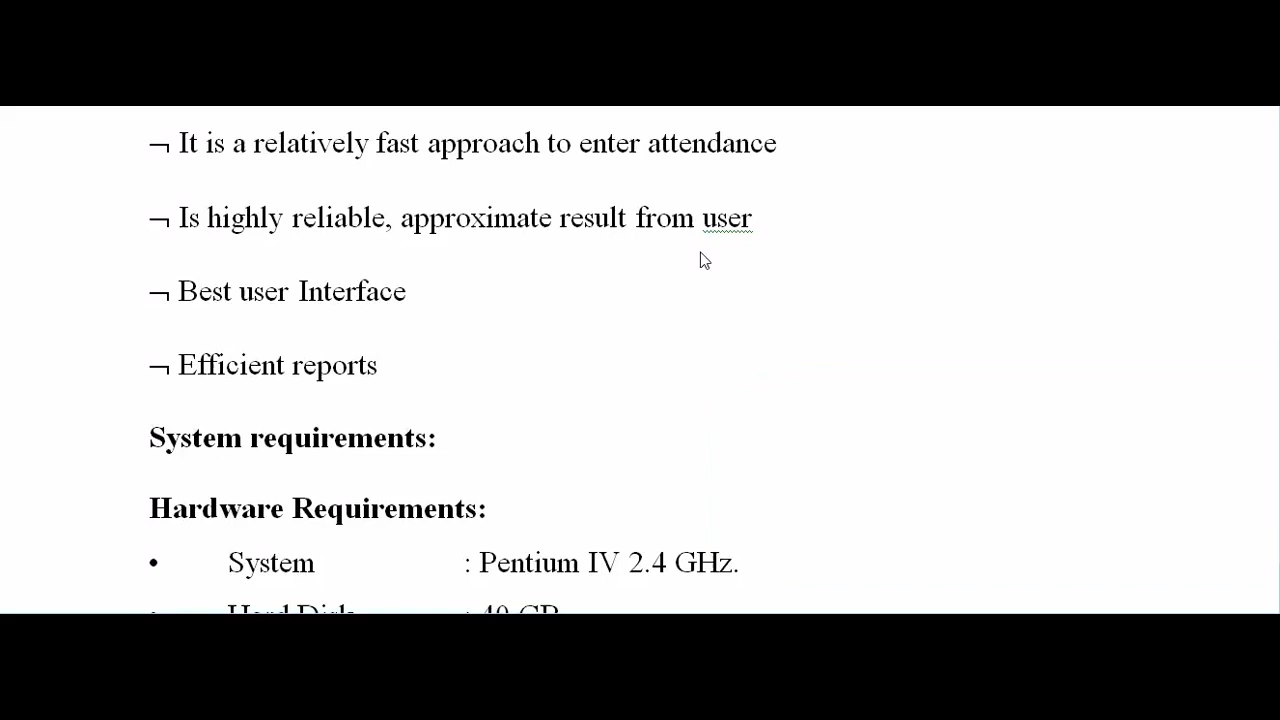 ¬ It is a relatively fast approach to enter attendance
¬ Is highly reliable, approximate result from user
¬ Best user Interface
¬ Efficient reports
System requirements:
Hardware Requirements:
• System : Pentium IV 2.4 GHz.
• Hard Disk : 40 GB